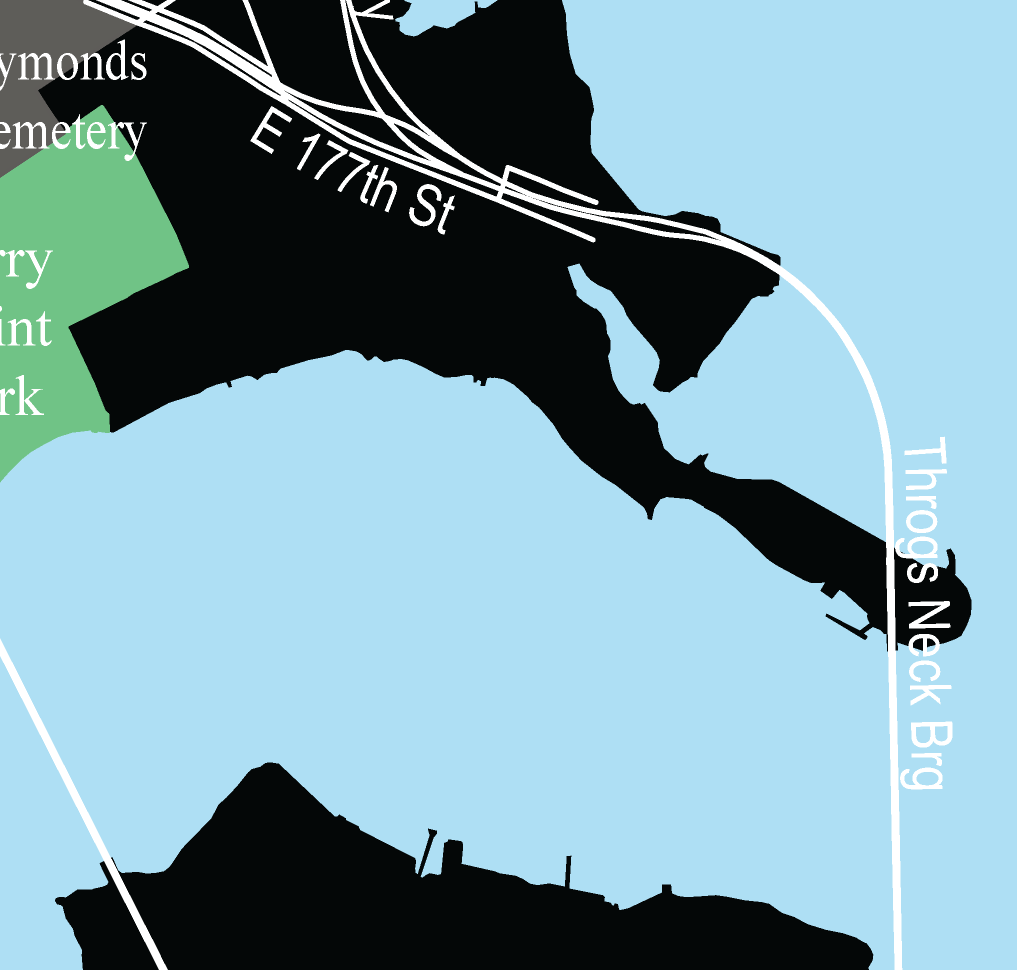 ymonds
emetery
E 177th St
rry
int
rk
Throgs Neck Brg